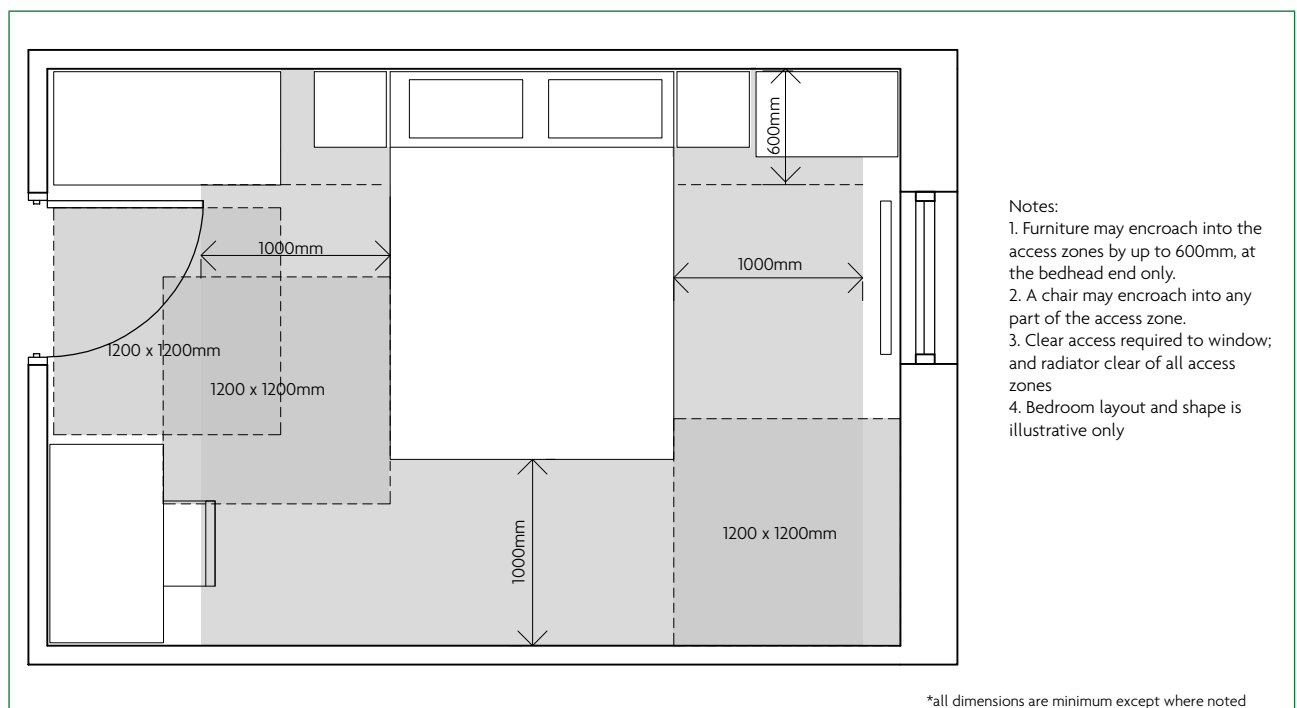 600mm
1000mm
1000mm
1200 x 1200mm
1200 x 1200mm
1000mm
1200 x 1200mm
Notes:
1. Furniture may encroach into the
access zones by up to 600mm, at
the bedhead end only.
2. A chair may encroach into any
part of the access zone.
3. Clear access required to window;
and radiator clear of all access
zones
4. Bedroom layout and shape is
illustrative only
*all dimensions are minimum except where noted